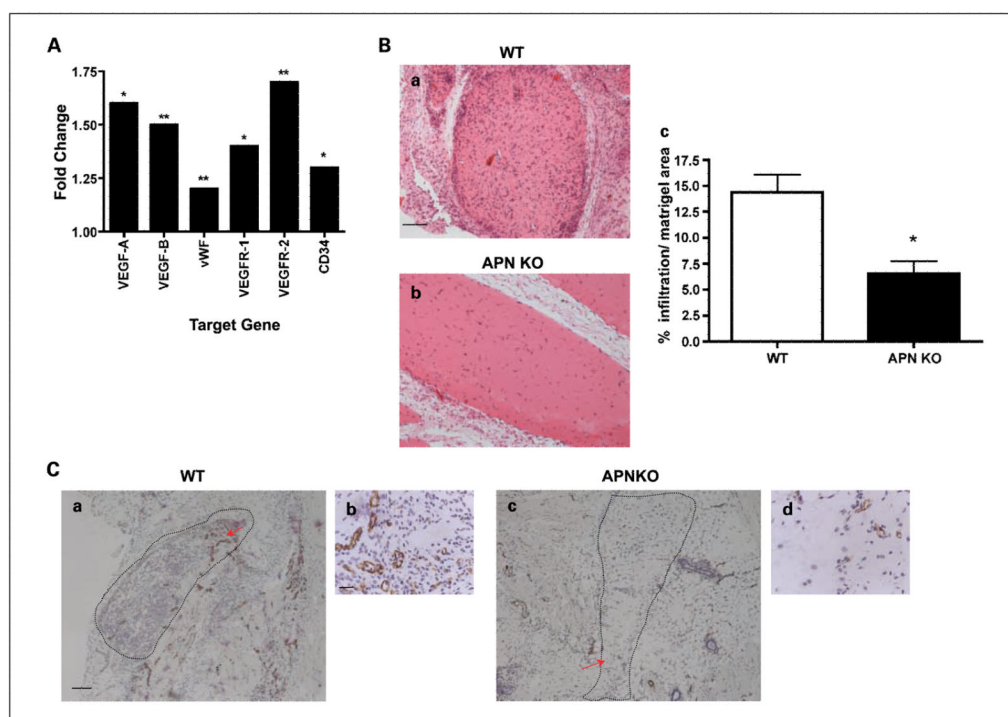 A
Fold Change
1.75
1.50
1.25
1.00
*
**
**
*
**
*
VEGF-A
VEGF-B
vWF
VEGFR-1
VEGFR-2
CD34
Target Gene
B
WT
a
APN KO
b
c
% infiltration/ matrigel area
17.5
15.0
12.5
10.0
7.5
5.0
2.5
0.0
*
WT
APN KO
C
WT
a
b
APNKO
c
d